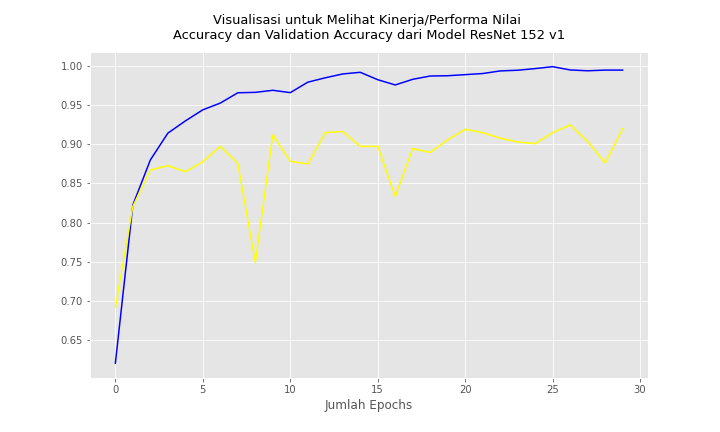 Visualisasi untuk Melihat Kinerja/Performa Nilai
Accuracy dan Validation Accuracy dari Model ResNet 152 v1
1.00
0.95
0.90
0.85
0.80
0.75
0.70
0.65
0 5 10 15 20 25 30
Jumlah Epochs